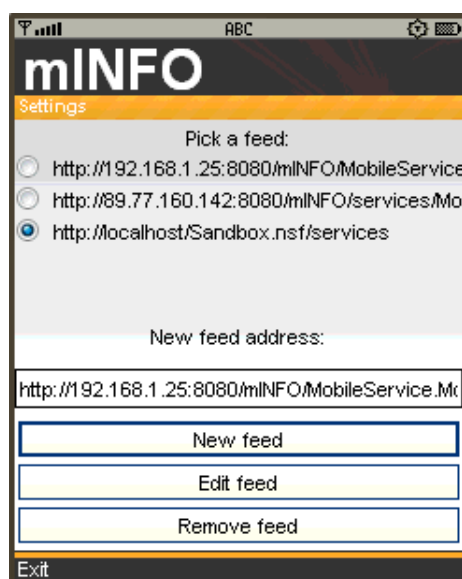 ABC
mINFO
Settings
Pick a feed:
http://192.168.1.25:8080/mINFO/MobileService
http://89.77.160.142:8080/mINFO/services/Mo
http://localhost/Sandbox.nsf/services
New feed address:
http://192.168.1.25:8080/mINFO/MobileService.Mo
New feed
Edit feed
Remove feed
Exit